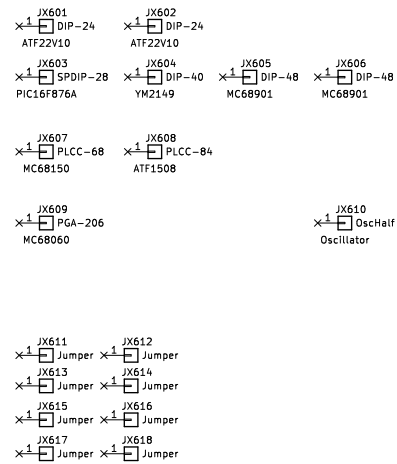 JX601 JX602
1 DIP-24 1 DIP-24
ATF22V10 ATF22V10
JX603 JX604 JX605 JX606
1 SPDIP-28 1 DIP-40 1 DIP-48 1 DIP-48
PIC16F876A YM2149 MC68901 MC68901
JX607 JX608
1 PLCC-68 1 PLCC-84
MC68150 ATF1508
JX609 JX610
1 PGA-206 1 OscHalf
MC68060 Oscillator
JX611 JX612
1 Jumper 1 Jumper
JX613 JX614
1 Jumper 1 Jumper
JX615 JX616
1 Jumper 1 Jumper
JX617 JX618
1 Jumper 1 Jumper